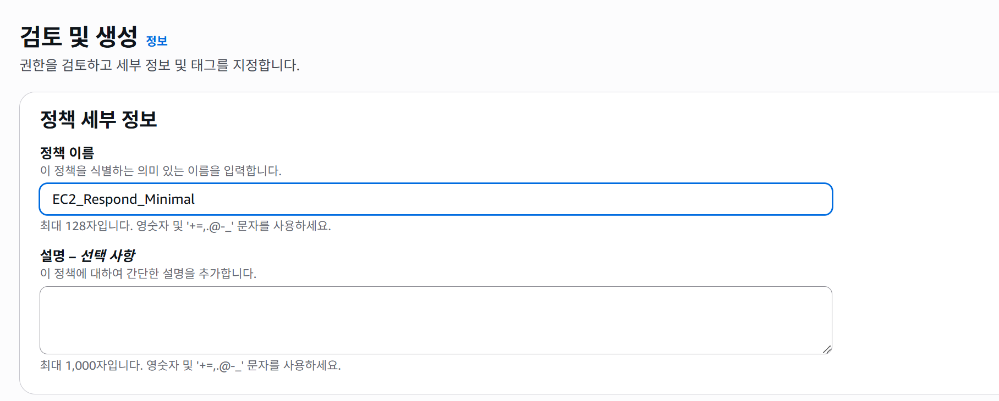 검토 및 생성 정보
권한을 검토하고 세부 정보 및 태그를 지정합니다.
정책 세부 정보
정책 이름
이 정책을 식별하는 의미 있는 이름을 입력합니다.
EC2_Respond_Minimal
최대 128자입니다. 영숫자 및 '+=,.@-_' 문자를 사용하세요.
설명 – 선택 사항
이 정책에 대하여 간단한 설명을 추가합니다.
최대 1,000자입니다. 영숫자 및 '+=,.@-_' 문자를 사용하세요.